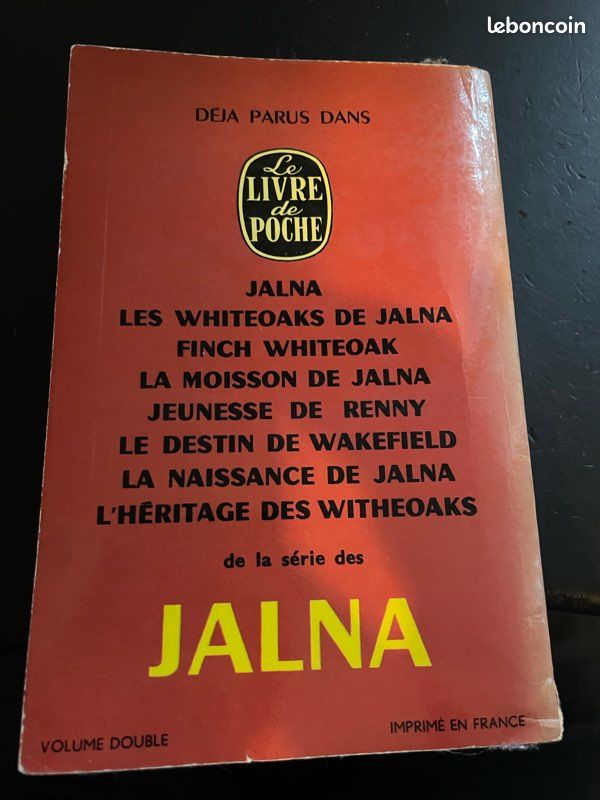 leboncoin
DEJA PARUS DANS
Le
LIVRE
de
POCHE
JALNA
LES WHITEOAKS DE JALNA
FINCH WHITEOAK
LA MOISSON DE JALNA
JEUNESSE DE RENNY
LE DESTIN DE WAKEFIELD
LA NAISSANCE DE JALNA
L'HÉRITAGE DES WITHEOAKS
de la série des
JALNA
VOLUME DOUBLE
IMPRIMÉ EN FRANCE